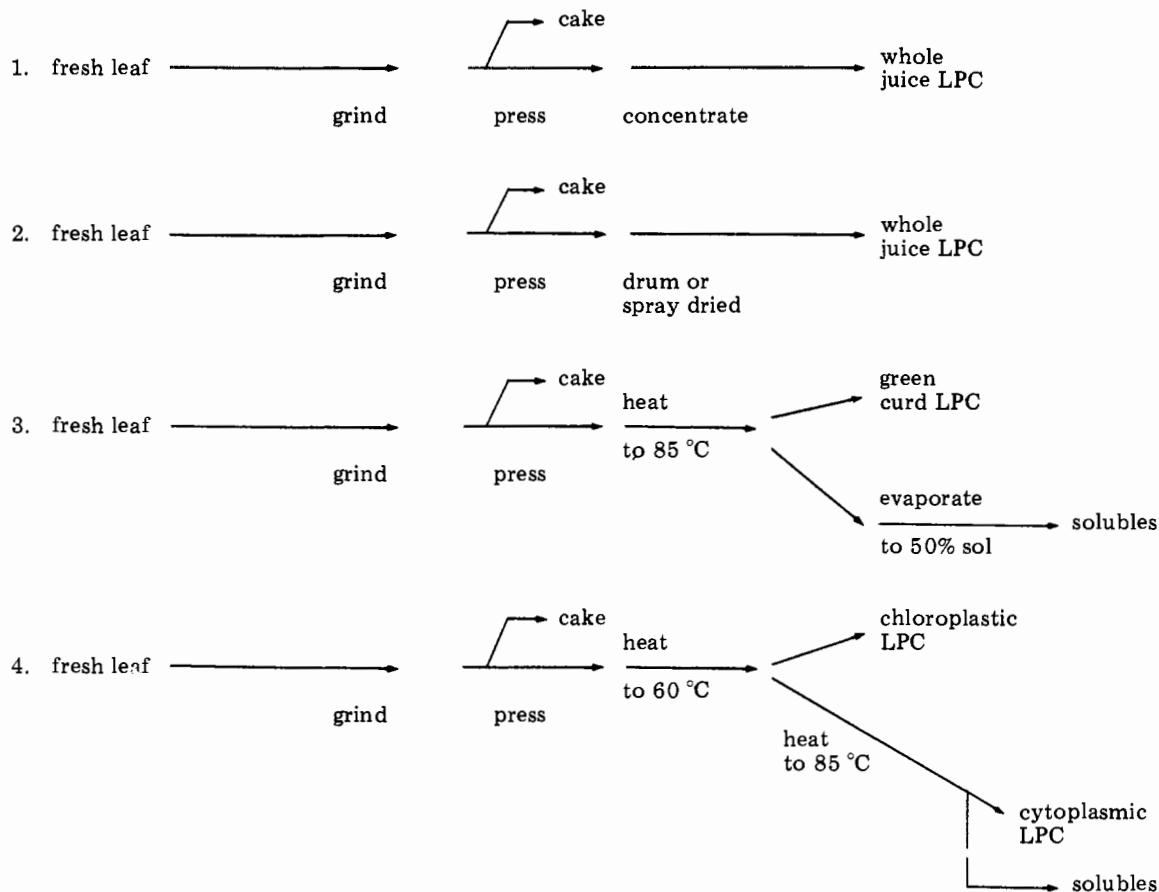 cake
1. fresh leaf
whole
juice LPC
grind press concentrate
cake
2. fresh leaf
whole
juice LPC
grind press drum or
spray dried
cake
heat
green
curd LPC
3. fresh leaf
to 85 °C
grind press
evaporate
solubles
to 50% sol
cake
heat
chloroplastic
LPC
4. fresh leaf
to 60 °C
grind press
heat
to 85 °C
cytoplasmic
LPC
solubles